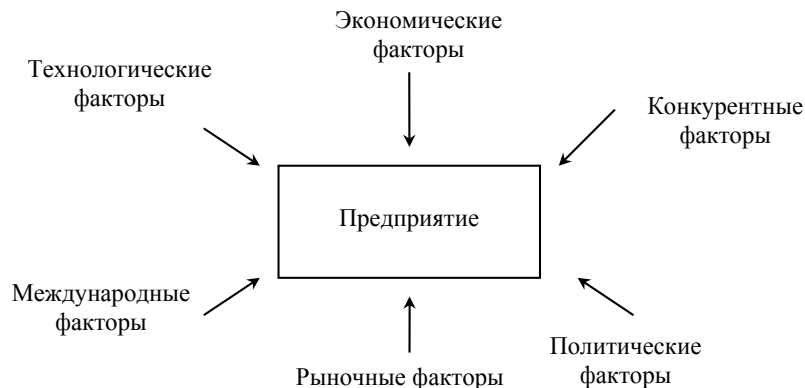 Экономические
факторы
Технологические
факторы
Конкурентные
факторы
Предприятие
Международные
факторы
Политические
факторы
Рыночные факторы